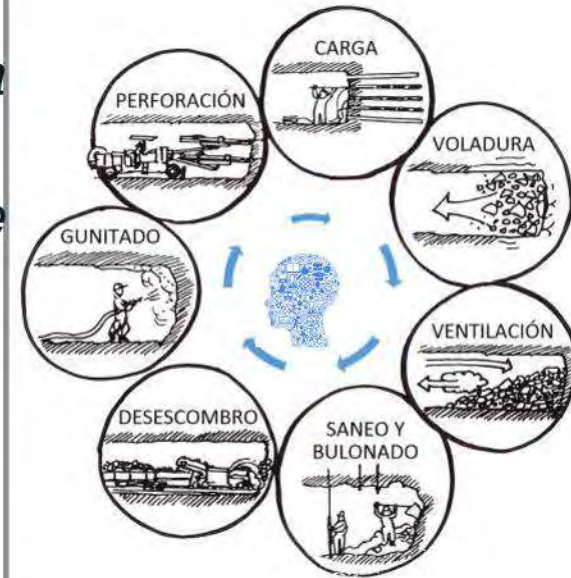 CARGA
PERFORACIÓN
VOLADURA
GUNITADO
VENTILACIÓN
DESESCOMBRO
SANEO Y
BULONADO